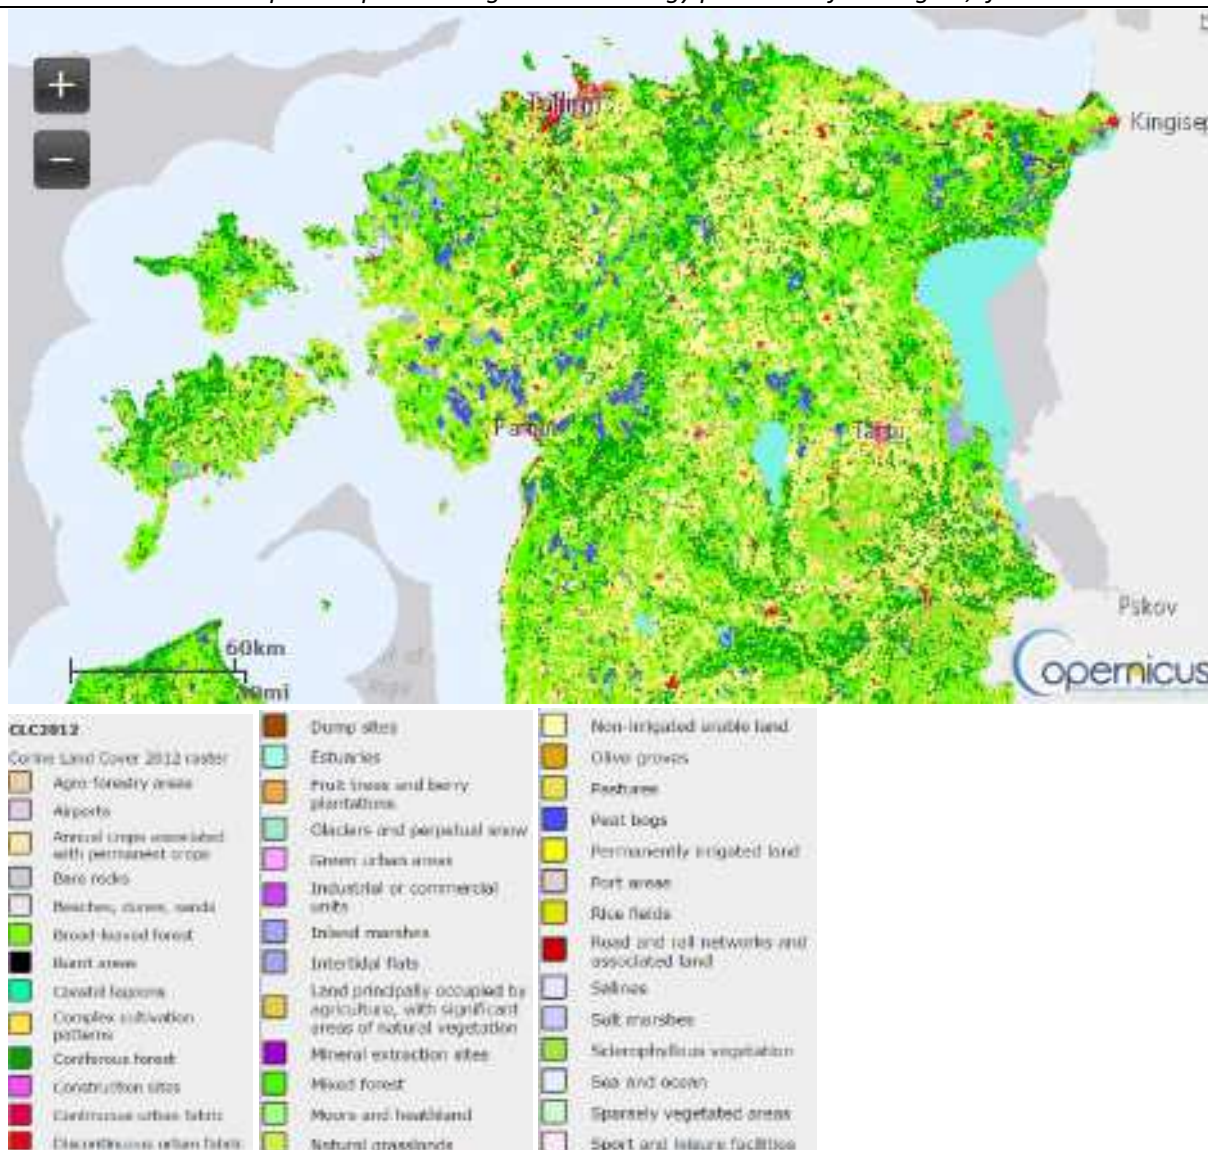 +
Tallinn
Kingisep
−
Parnu
Tartu
Pskov
60km
mi
opernicus
CLC2012
Corine Land Cover 2012 raster
Agro-forestry areas
Airports
Annual crops associated
with permanent crops
Bare rocks
Beaches, dunes, sands
Broad-leaved forest
Burnt areas
Coastal lagoons
Complex cultivation
patterns
Coniferous forest
Construction sites
Continuous urban fabric
Discontinuous urban fabric
Dump sites
Estuaries
Fruit trees and berry
plantations
Glaciers and perpetual snow
Green urban areas
Industrial or commercial
units
Inland marshes
Intertidal flats
Land principally occupied by
agriculture, with significant
areas of natural vegetation
Mineral extraction sites
Mixed forest
Moors and heathland
Natural grasslands
Non-irrigated arable land
Olive groves
Pastures
Peat bogs
Permanently irrigated land
Port areas
Rice fields
Road and rail networks and
associated land
Salines
Salt marshes
Sclerophyllous vegetation
Sea and ocean
Sparsely vegetated areas
Sport and leisure facilities